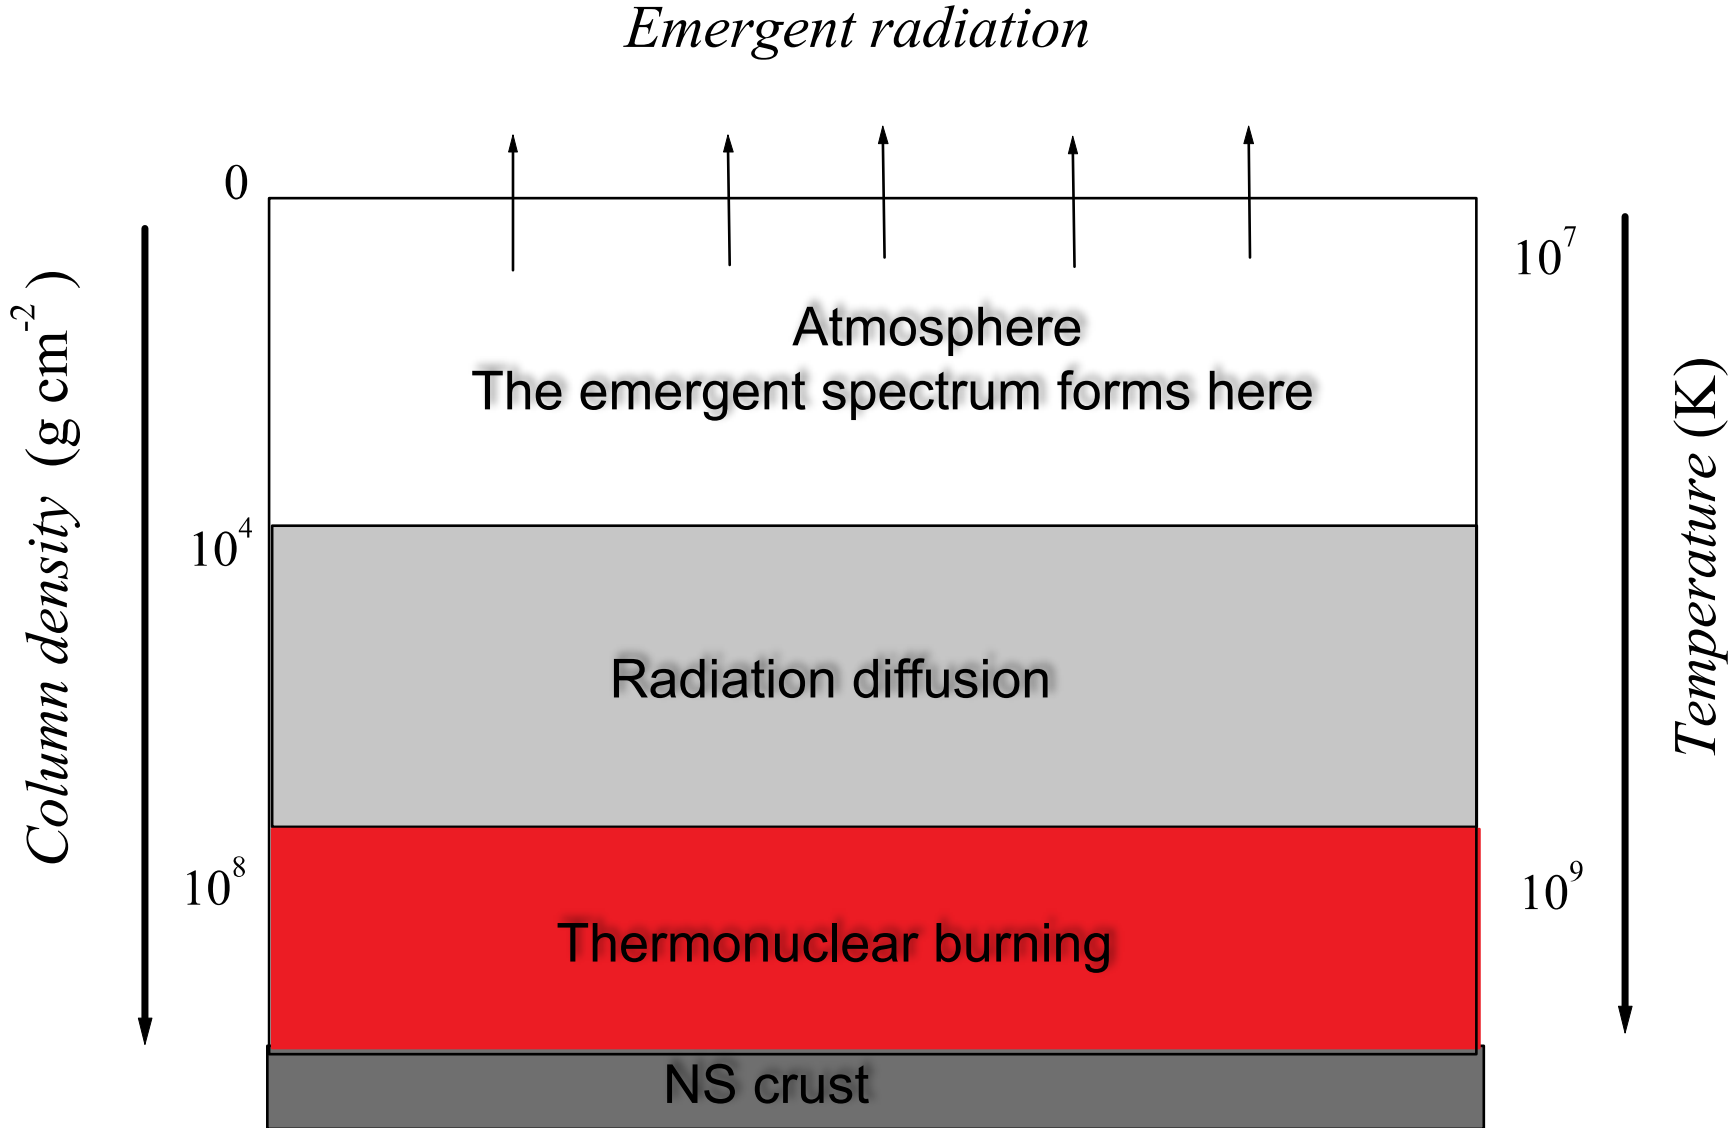 Emergent radiation
0
10^7
Atmosphere
The emergent spectrum forms here
Column density (g cm^-2)
Temperature (K)
10^4
Radiation diffusion
10^8
10^9
Thermonuclear burning
NS crust